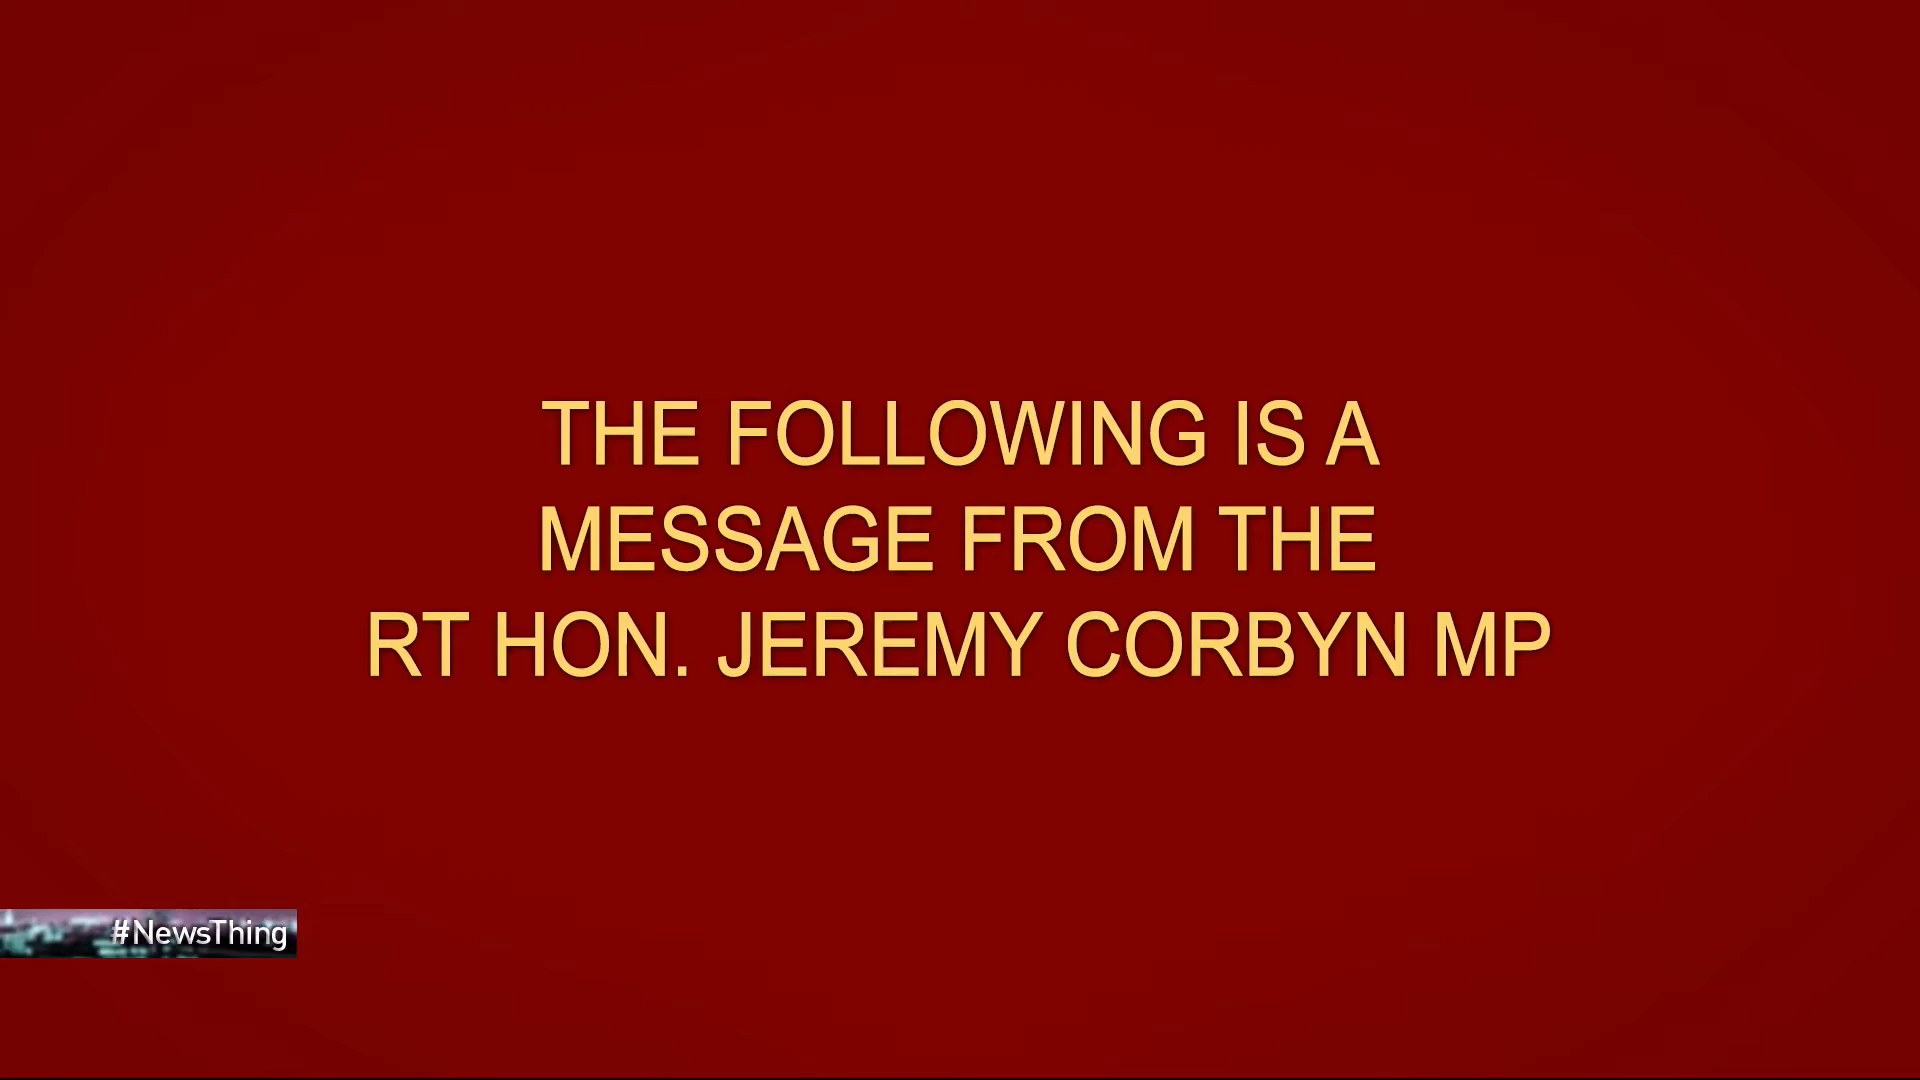 THE FOLLOWING IS A
MESSAGE FROM THE
RT HON. JEREMY CORBYN MP
#NewsThing